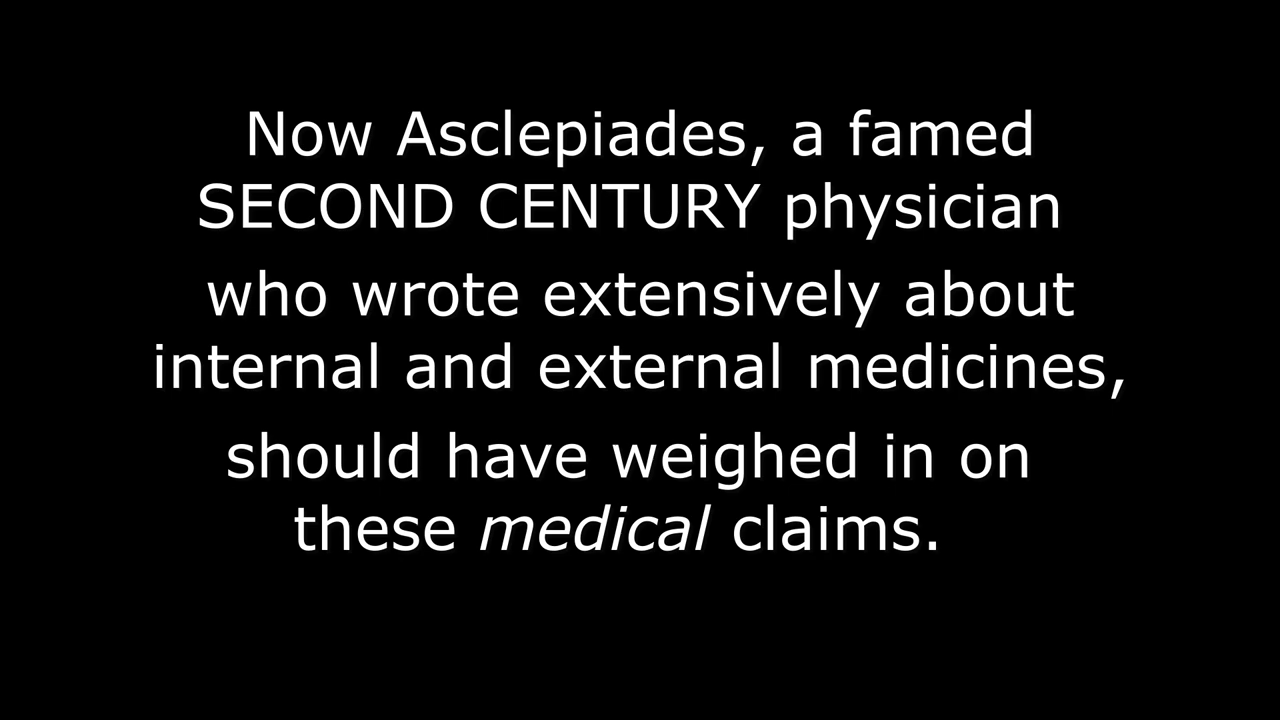 Now Asclepiades, a famed
SECOND CENTURY physician
who wrote extensively about
internal and external medicines,
should have weighed in on
these medical claims.